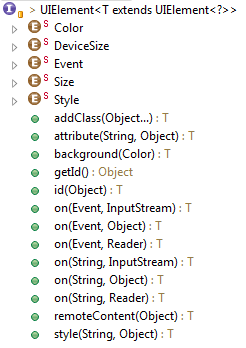 I > UIElement<T extends UIElement<?>>
E S Color
E S DeviceSize
E S Event
E S Size
E S Style
addClass(Object...) : T
attribute(String, Object) : T
background(Color) : T
getId() : Object
id(Object) : T
on(Event, InputStream) : T
on(Event, Object) : T
on(Event, Reader) : T
on(String, InputStream) : T
on(String, Object) : T
on(String, Reader) : T
remoteContent(Object) : T
style(String, Object) : T